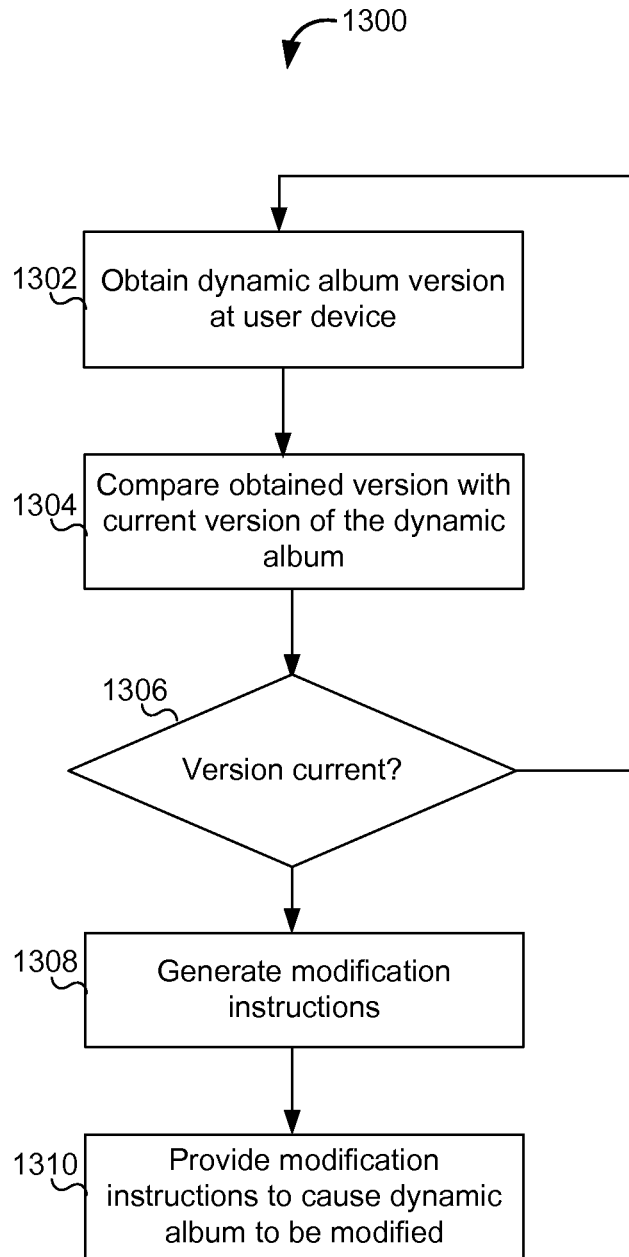 1300
1302
Obtain dynamic album version
at user device
1304
Compare obtained version with
current version of the dynamic
album
1306
Version current?
1308
Generate modification
instructions
1310
Provide modification
instructions to cause dynamic
album to be modified